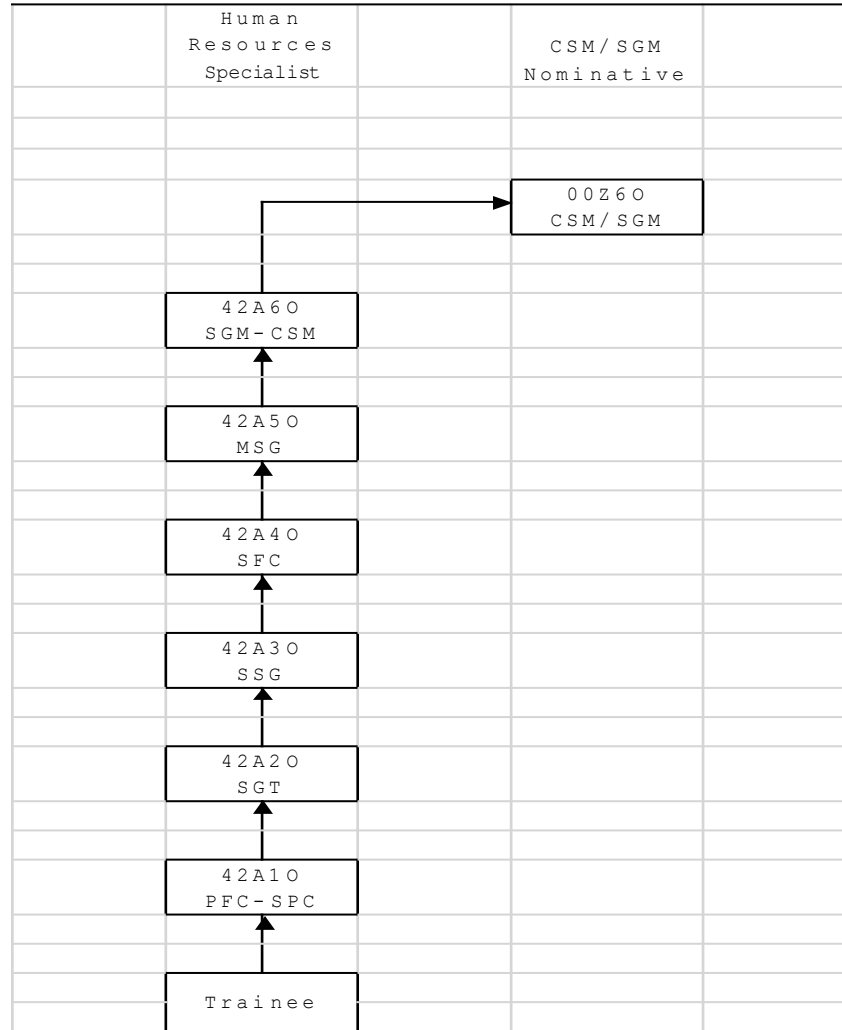 Human
Resources
Specialist
CSM/SGM
Nominative
00Z6O
CSM/SGM
42A6O
SGM-CSM
42A5O
MSG
42A4O
SFC
42A3O
SSG
42A2O
SGT
42A1O
PFC-SPC
Trainee